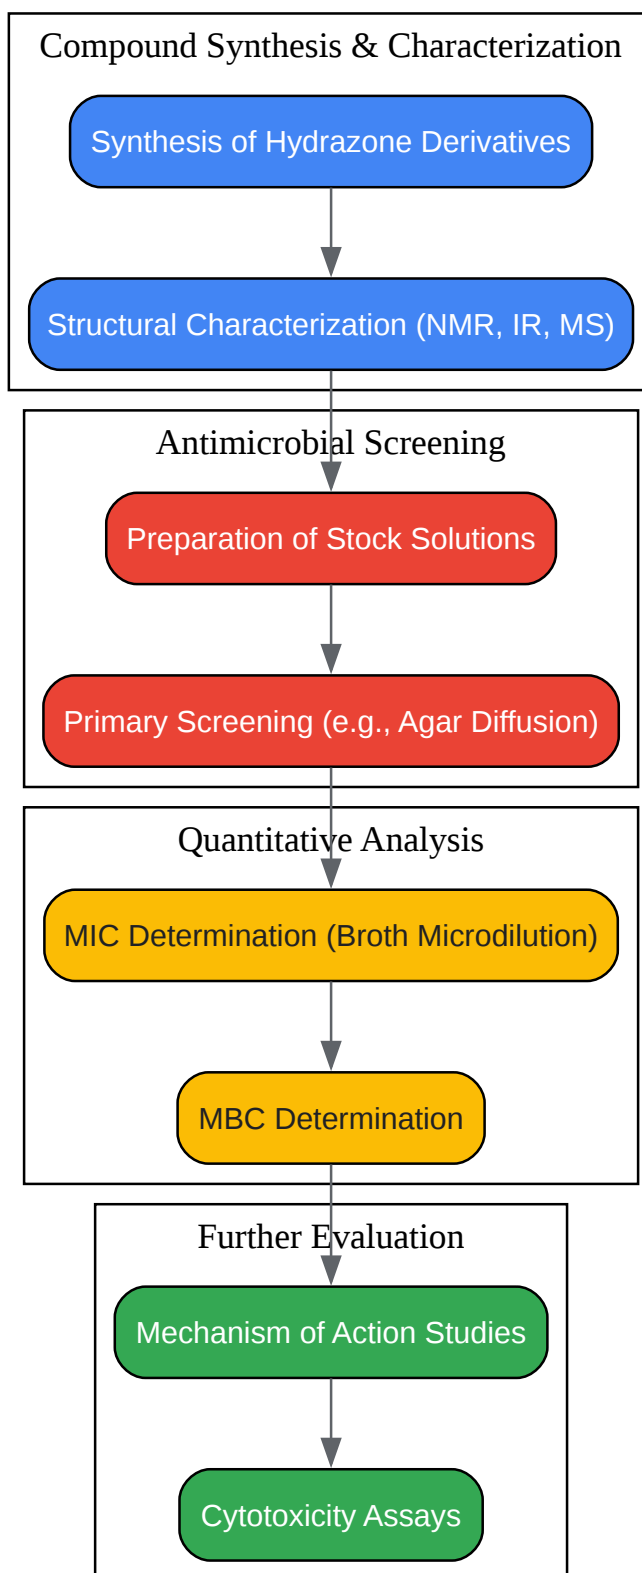 Compound Synthesis & Characterization
Synthesis of Hydrazone Derivatives
Structural Characterization (NMR, IR, MS)
Antimicrobial Screening
Preparation of Stock Solutions
Primary Screening (e.g., Agar Diffusion)
Quantitative Analysis
MIC Determination (Broth Microdilution)
MBC Determination
Further Evaluation
Mechanism of Action Studies
Cytotoxicity Assays